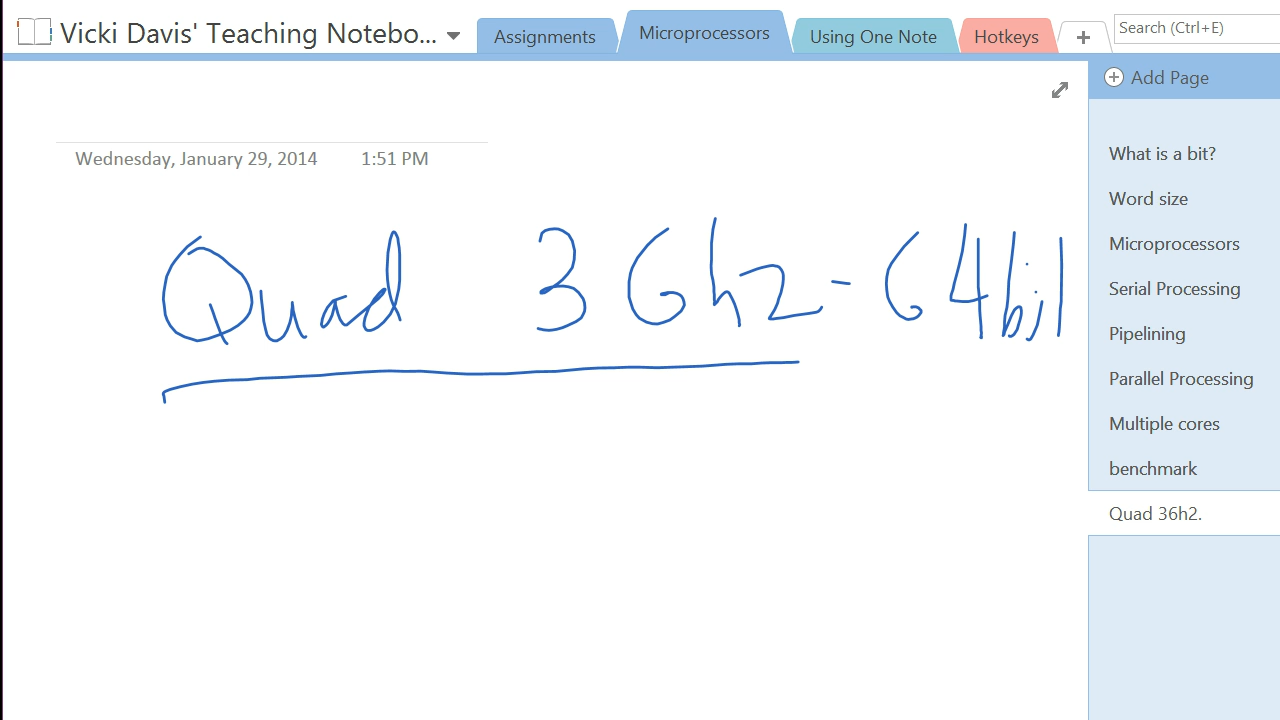 Vicki Davis' Teaching Notebo...
Assignments
Microprocessors
Using One Note
Hotkeys
+
Search (Ctrl+E)
Add Page
Wednesday, January 29, 2014 1:51 PM
Quad 3 Ghz - 64 bit
What is a bit?
Word size
Microprocessors
Serial Processing
Pipelining
Parallel Processing
Multiple cores
benchmark
Quad 36h2.